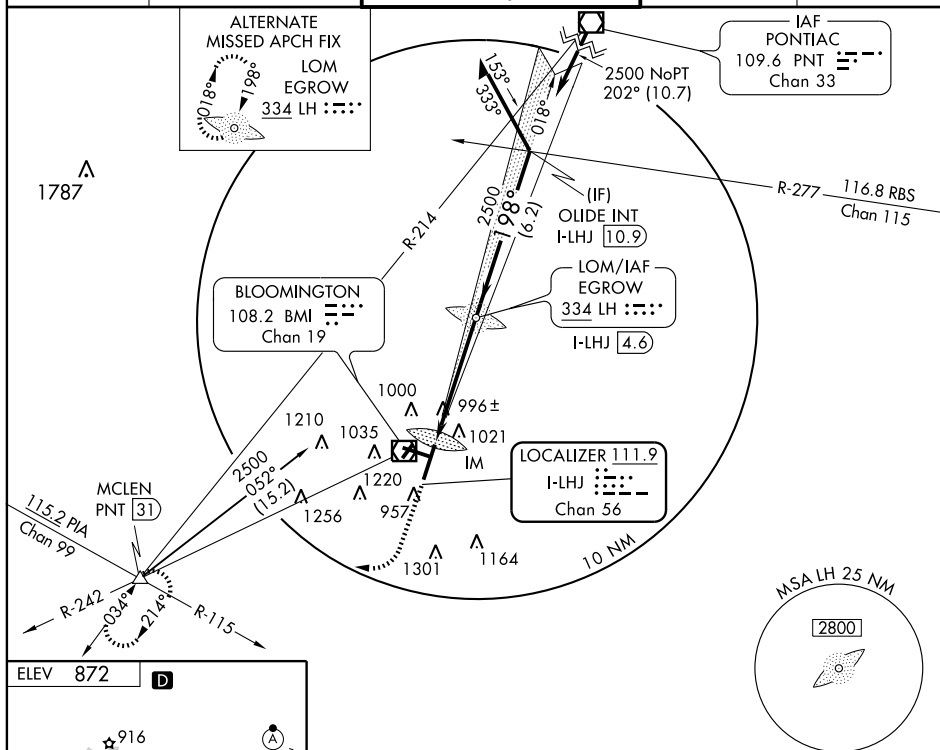 ALTERNATE
MISSED APCH FIX
LOM
EGROW
334 LH
018°
198°
IAF
PONTIAC
109.6 PNT
Chan 33
2500 NoPT
202° (10.7)
153°
333°
018°
1787
R-277
116.8 RBS
Chan 115
(IF)
OLIDE INT
I-LHJ 10.9
2500
198°
(6.2)
R-214
LOM/IAF
EGROW
334 LH
I-LHJ 4.6
BLOOMINGTON
108.2 BMI
Chan 19
1000
996±
1210
1035
1021
IM
LOCALIZER 111.9
I-LHJ
Chan 56
2500
052°
(15.2)
1220
1256
957
MCLEN
PNT 31
115.2 PIA
Chan 99
1301
1164
10 NM
R-242
034°
214°
R-115
MSA LH 25 NM
2800
ELEV 872
D
916
A